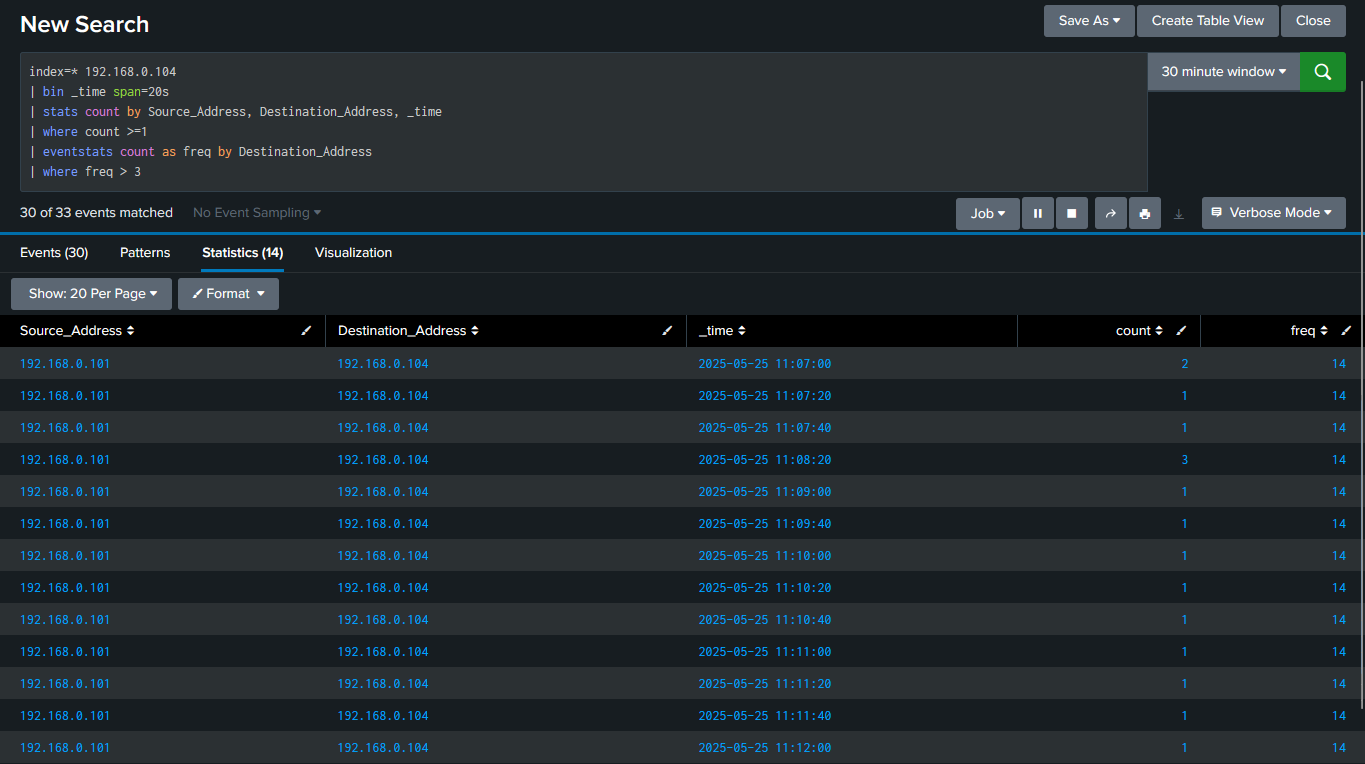 New Search
Save As
Create Table View
Close
index=* 192.168.0.104
| bin _time span=20s
| stats count by Source_Address, Destination_Address, _time
| where count >=1
| eventstats count as freq by Destination_Address
| where freq > 3
30 minute window
30 of 33 events matched
No Event Sampling
Job
Verbose Mode
Events (30)
Patterns
Statistics (14)
Visualization
Show: 20 Per Page
Format
Source_Address Destination_Address _time count freq
192.168.0.101 192.168.0.104 2025-05-25 11:07:00 2 14
192.168.0.101 192.168.0.104 2025-05-25 11:07:20 1 14
192.168.0.101 192.168.0.104 2025-05-25 11:07:40 1 14
192.168.0.101 192.168.0.104 2025-05-25 11:08:20 3 14
192.168.0.101 192.168.0.104 2025-05-25 11:09:00 1 14
192.168.0.101 192.168.0.104 2025-05-25 11:09:40 1 14
192.168.0.101 192.168.0.104 2025-05-25 11:10:00 1 14
192.168.0.101 192.168.0.104 2025-05-25 11:10:20 1 14
192.168.0.101 192.168.0.104 2025-05-25 11:10:40 1 14
192.168.0.101 192.168.0.104 2025-05-25 11:11:00 1 14
192.168.0.101 192.168.0.104 2025-05-25 11:11:20 1 14
192.168.0.101 192.168.0.104 2025-05-25 11:11:40 1 14
192.168.0.101 192.168.0.104 2025-05-25 11:12:00 1 14